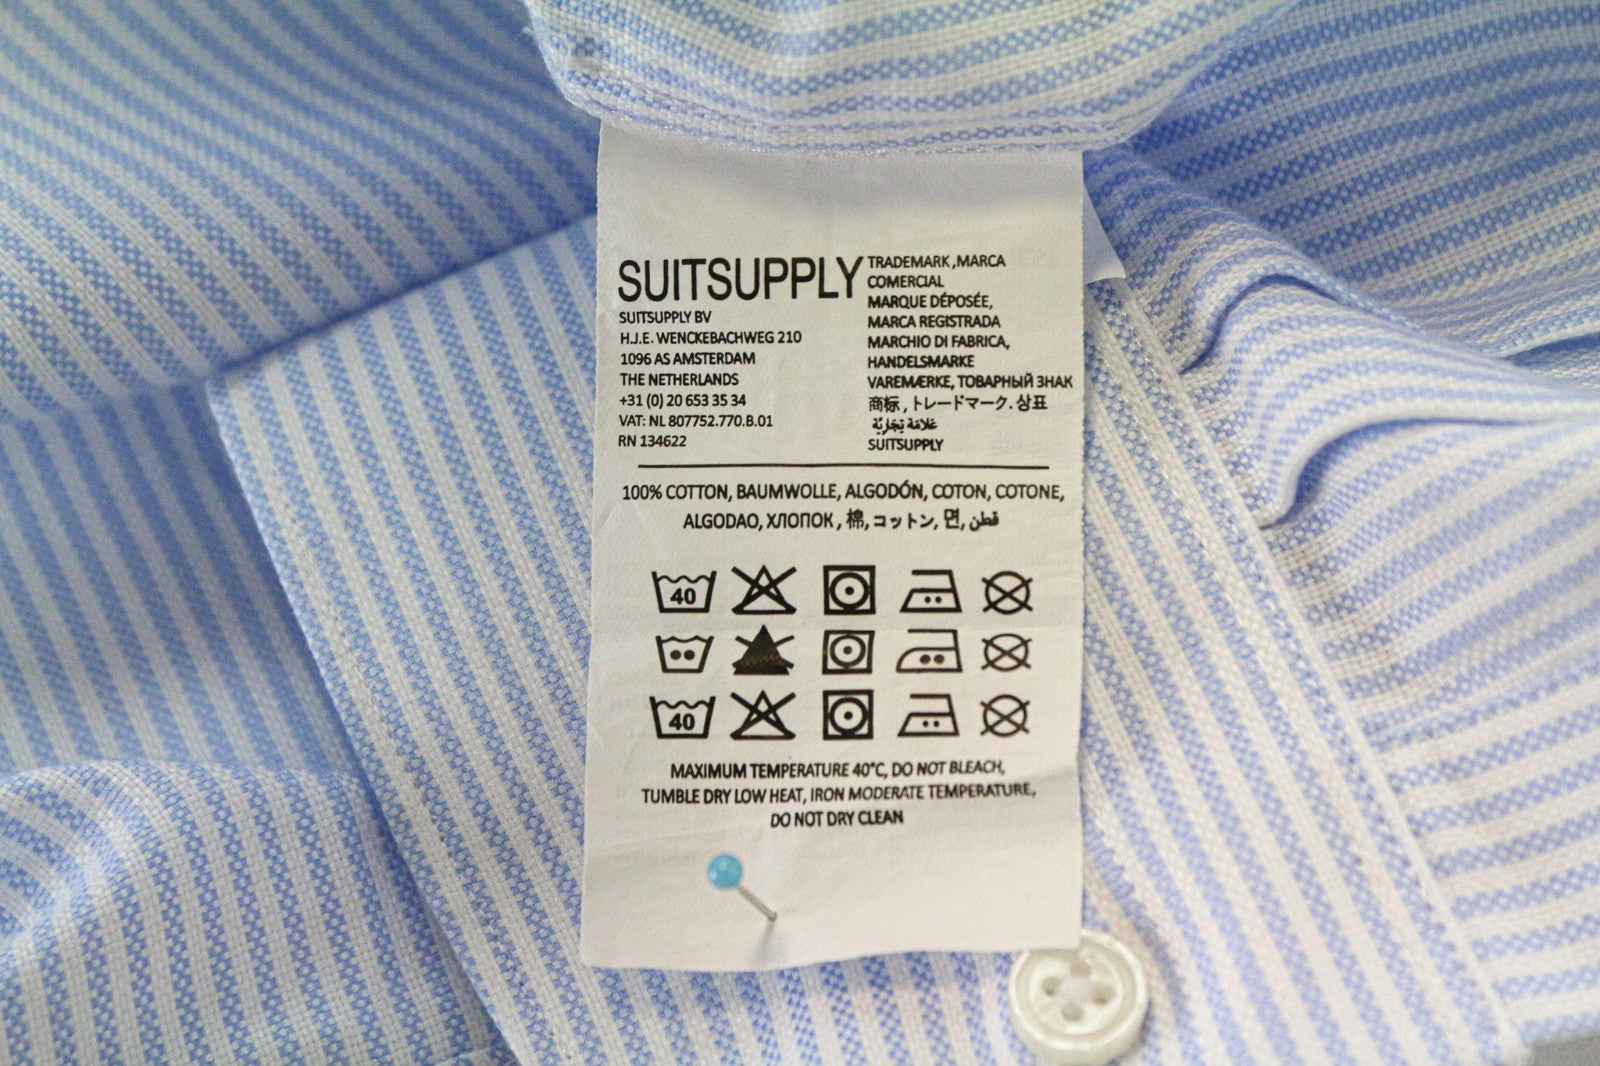 SUITSUPPLY
SUITSUPPLY BV
H.J.E. WENCKEBACHWEG 210
1096 AS AMSTERDAM
THE NETHERLANDS
+31 (0) 20 653 35 34
VAT: NL 807752.770.B.01
RN 134622
TRADEMARK ,MARCA
COMERCIAL
MARQUE DÉPOSÉE,
MARCA REGISTRADA
MARCHIO DI FABRICA,
HANDELSMARKE
VAREMÆRKE, ТОВАРНЫЙ ЗНАК
商标 , トレードマーク. 상표
عَلامَة تِجَارِيَّة
SUITSUPPLY
100% COTTON, BAUMWOLLE, ALGODÓN, COTON, COTONE,
ALGODAO, ХЛОПОК , 棉, コットン, 면, قطن
40
40
MAXIMUM TEMPERATURE 40°C, DO NOT BLEACH,
TUMBLE DRY LOW HEAT, IRON MODERATE TEMPERATURE,
DO NOT DRY CLEAN